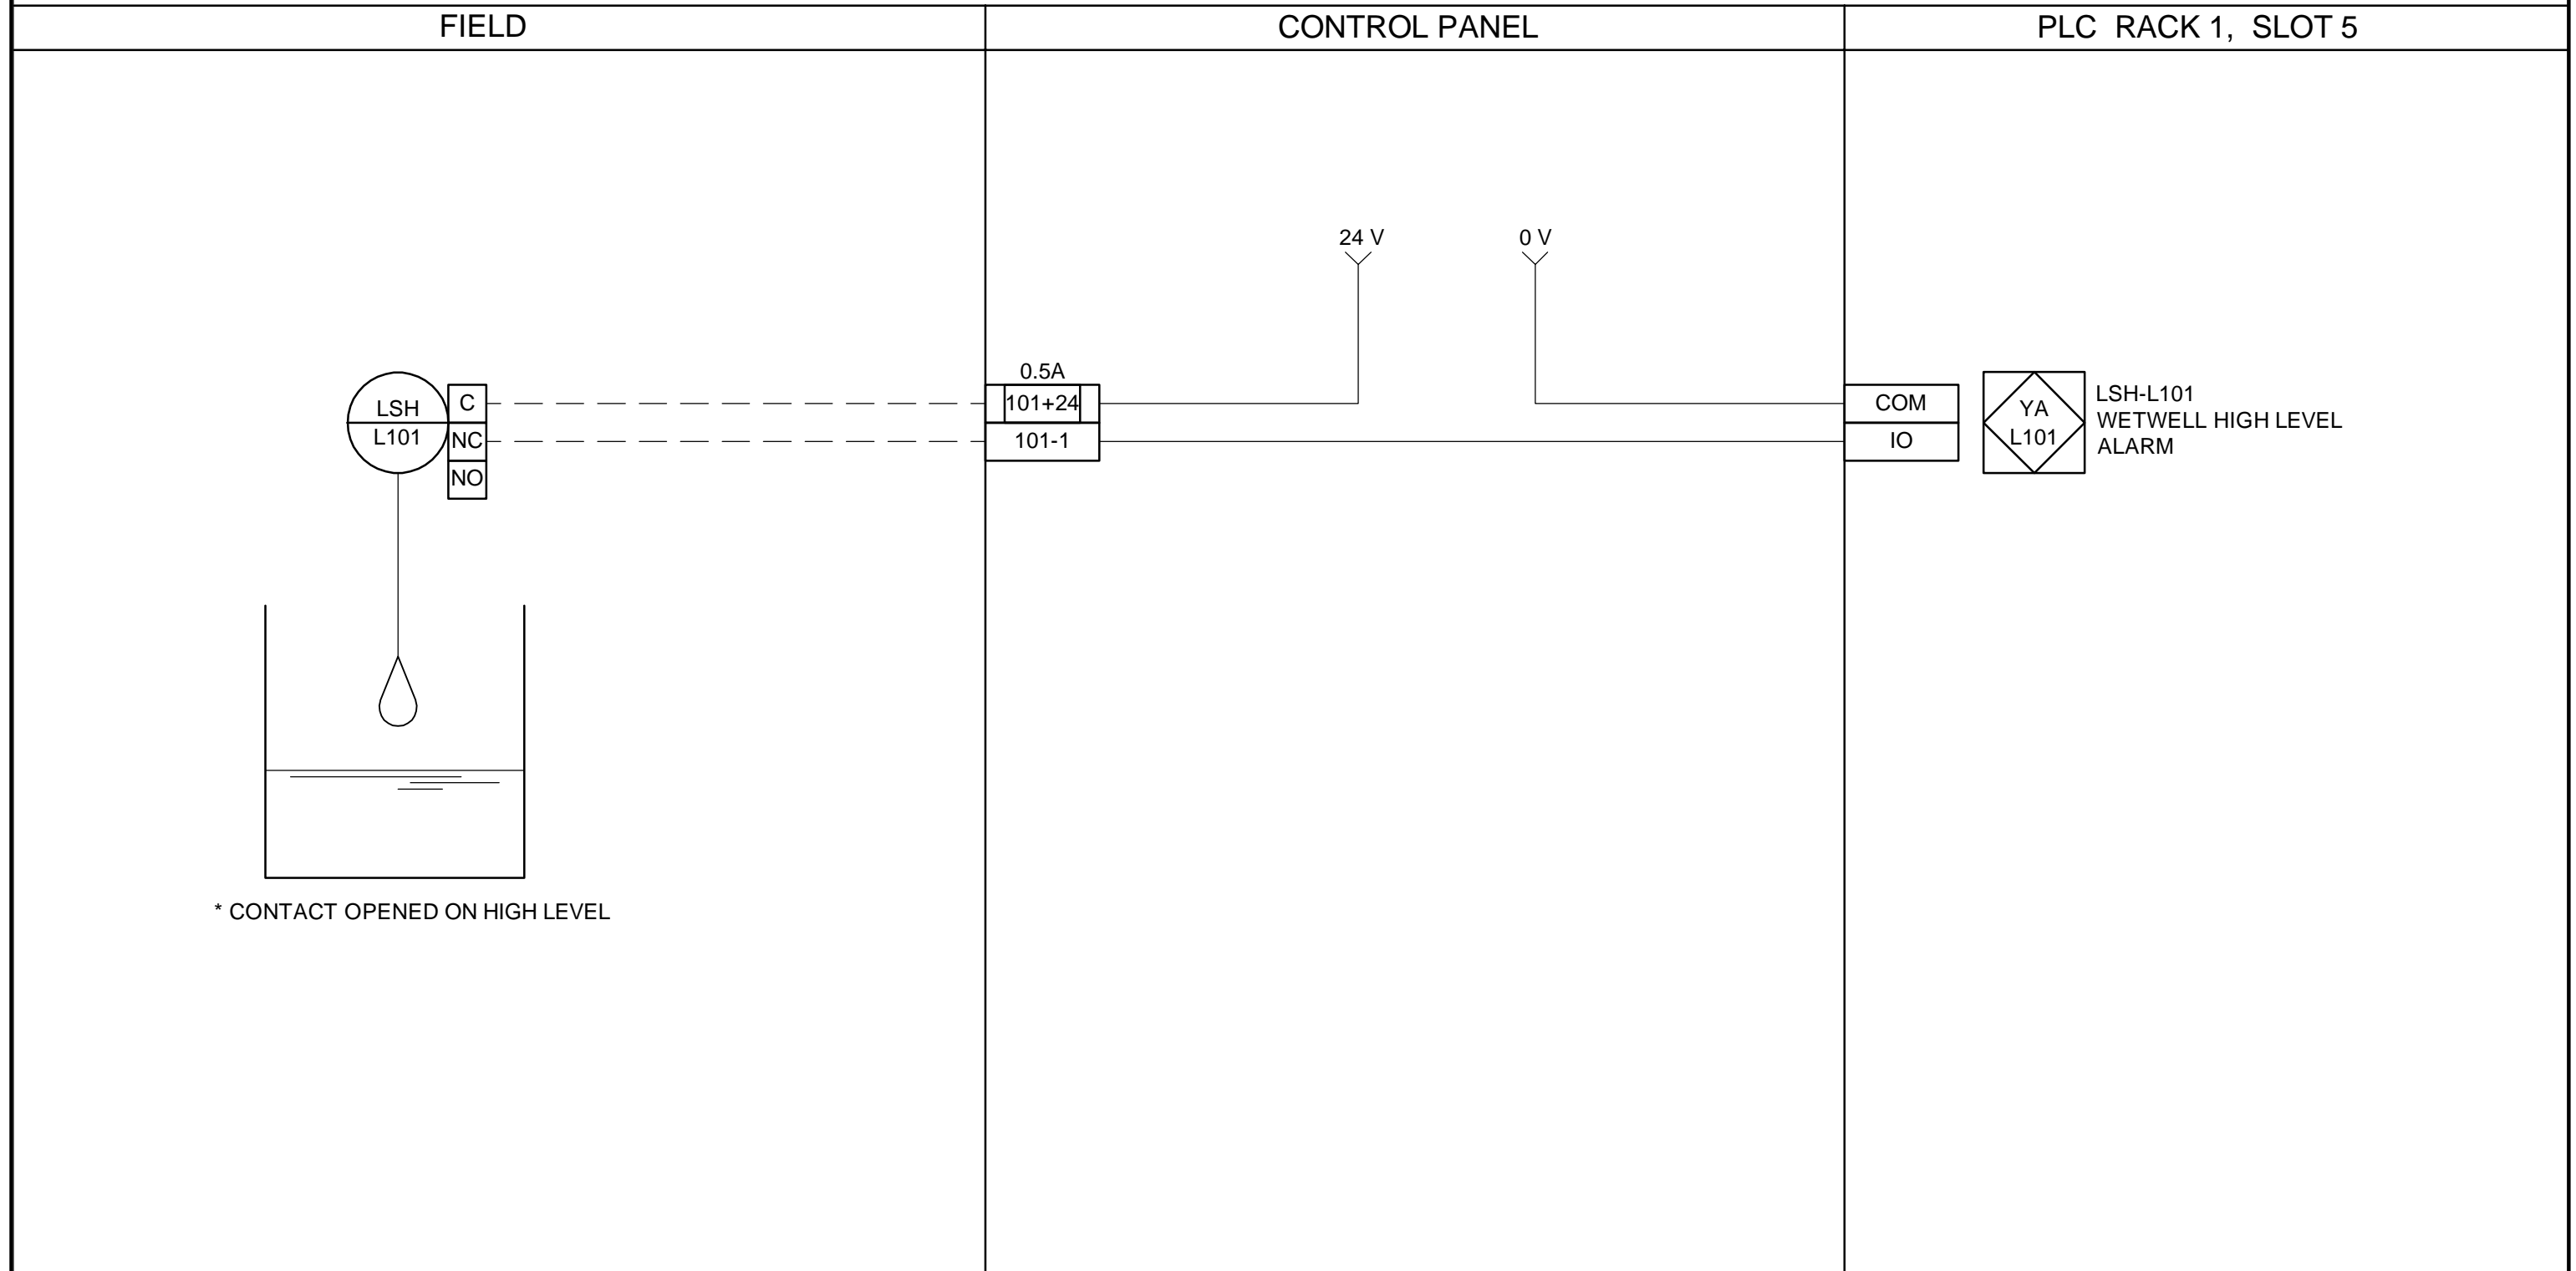 FIELD
CONTROL PANEL
PLC RACK 1, SLOT 5
24 V
0 V
0.5A
LSH
L101
C
NC
NO
101+24
101-1
COM
IO
YA
L101
LSH-L101
WETWELL HIGH LEVEL
ALARM
* CONTACT OPENED ON HIGH LEVEL